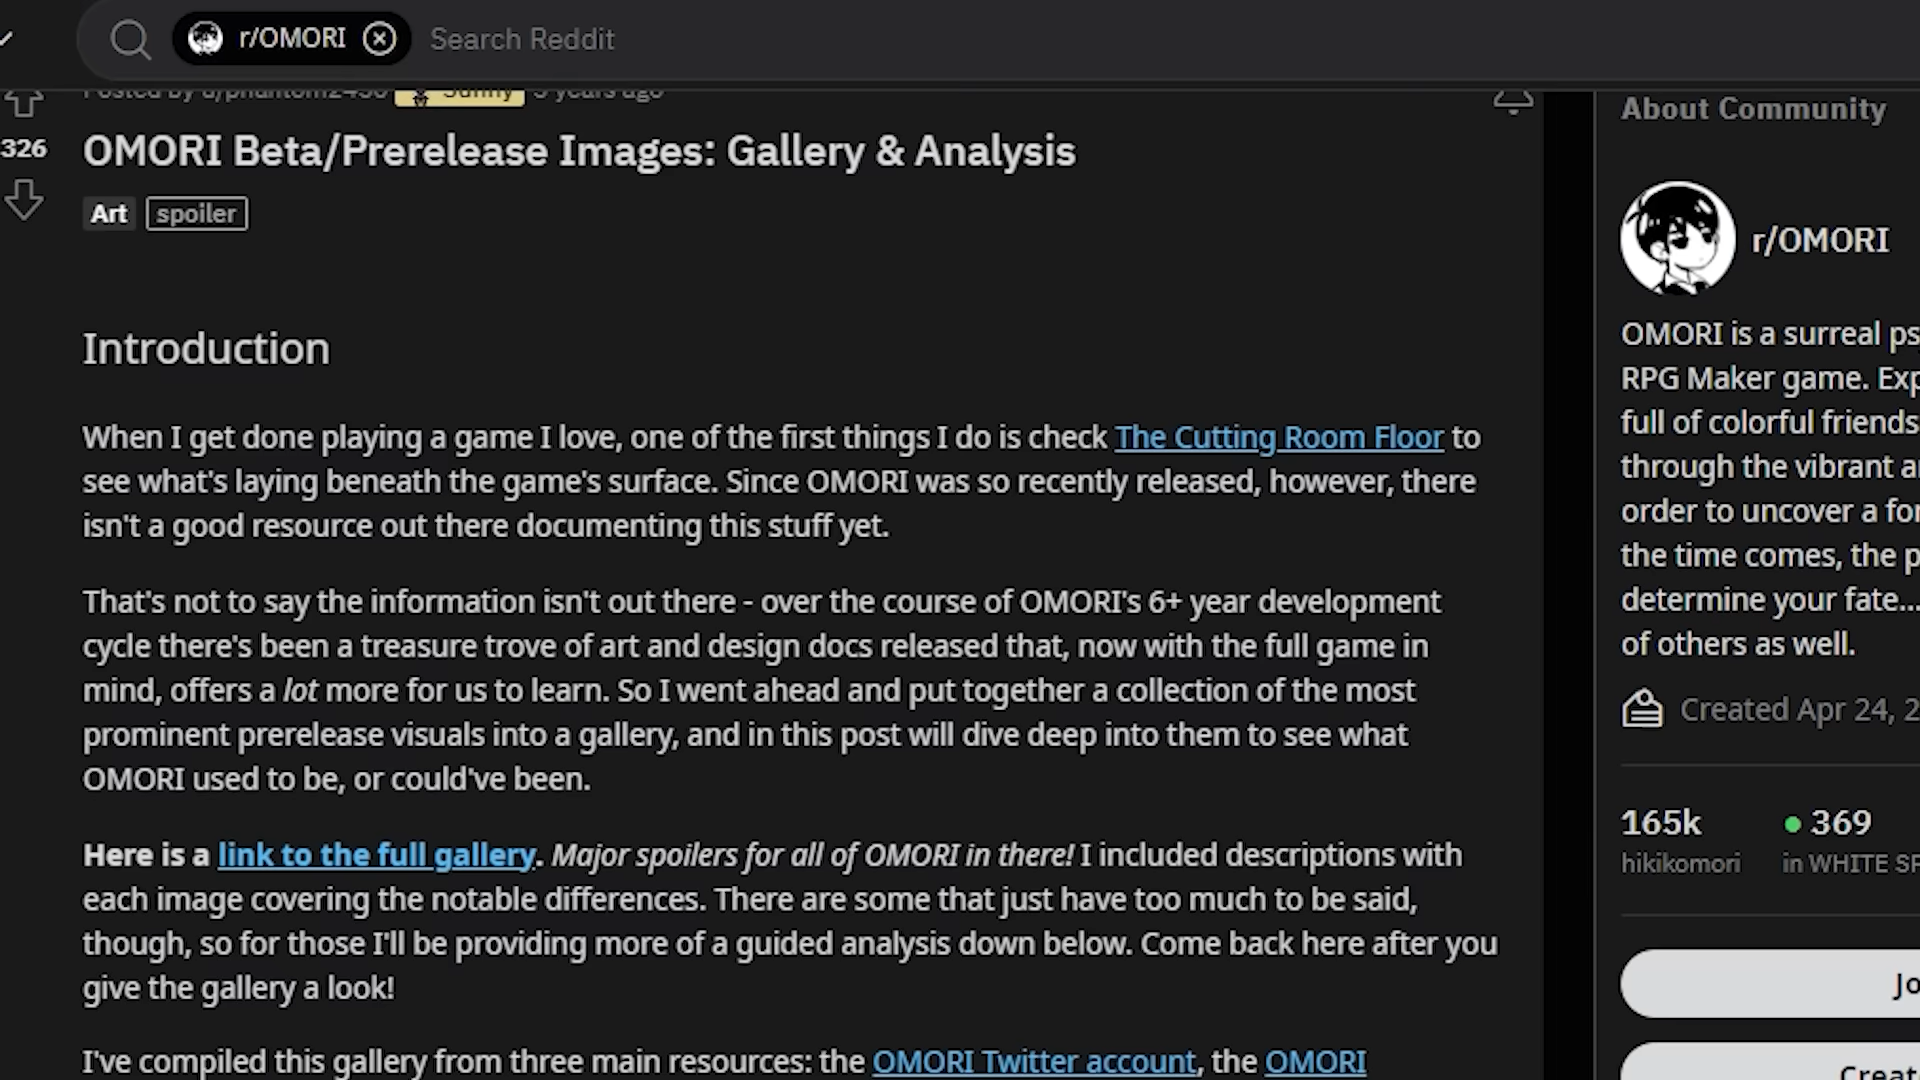 r/OMORI Search Reddit
Posted by u/phantom2450 Sunny 3 years ago
326
OMORI Beta/Prerelease Images: Gallery & Analysis
Art spoiler
Introduction
When I get done playing a game I love, one of the first things I do is check The Cutting Room Floor to
see what's laying beneath the game's surface. Since OMORI was so recently released, however, there
isn't a good resource out there documenting this stuff yet.
That's not to say the information isn't out there - over the course of OMORI's 6+ year development
cycle there's been a treasure trove of art and design docs released that, now with the full game in
mind, offers a lot more for us to learn. So I went ahead and put together a collection of the most
prominent prerelease visuals into a gallery, and in this post will dive deep into them to see what
OMORI used to be, or could've been.
Here is a link to the full gallery. Major spoilers for all of OMORI in there! I included descriptions with
each image covering the notable differences. There are some that just have too much to be said,
though, so for those I'll be providing more of a guided analysis down below. Come back here after you
give the gallery a look!
I've compiled this gallery from three main resources: the OMORI Twitter account, the OMORI
About Community
r/OMORI
OMORI is a surreal ps
RPG Maker game. Exp
full of colorful friends
through the vibrant a
order to uncover a for
the time comes, the p
determine your fate...
of others as well.
Created Apr 24, 2
165k 369
hikikomori in WHITE SP
Jo
Creat